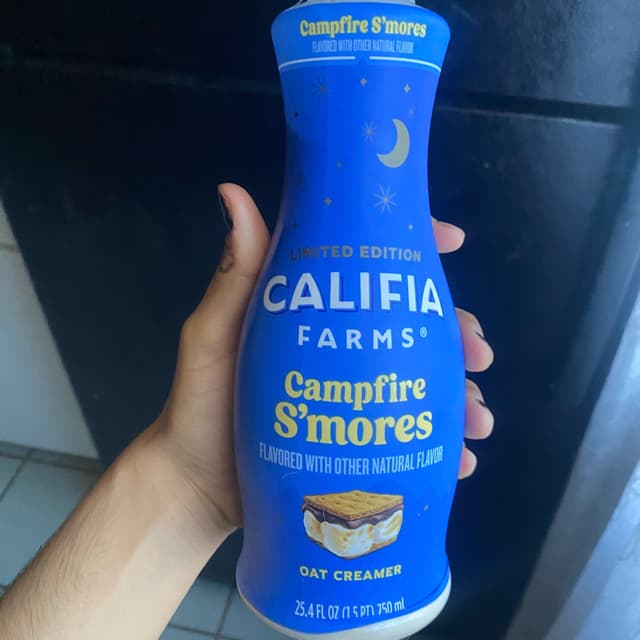 Campfire S'mores
FLAVORED WITH OTHER NATURAL FLAVOR
LIMITED EDITION
CALIFIA
FARMS®
Campfire
S'mores
FLAVORED WITH OTHER NATURAL FLAVOR
OAT CREAMER
25.4 FL OZ (1.5 PT) 750 ml